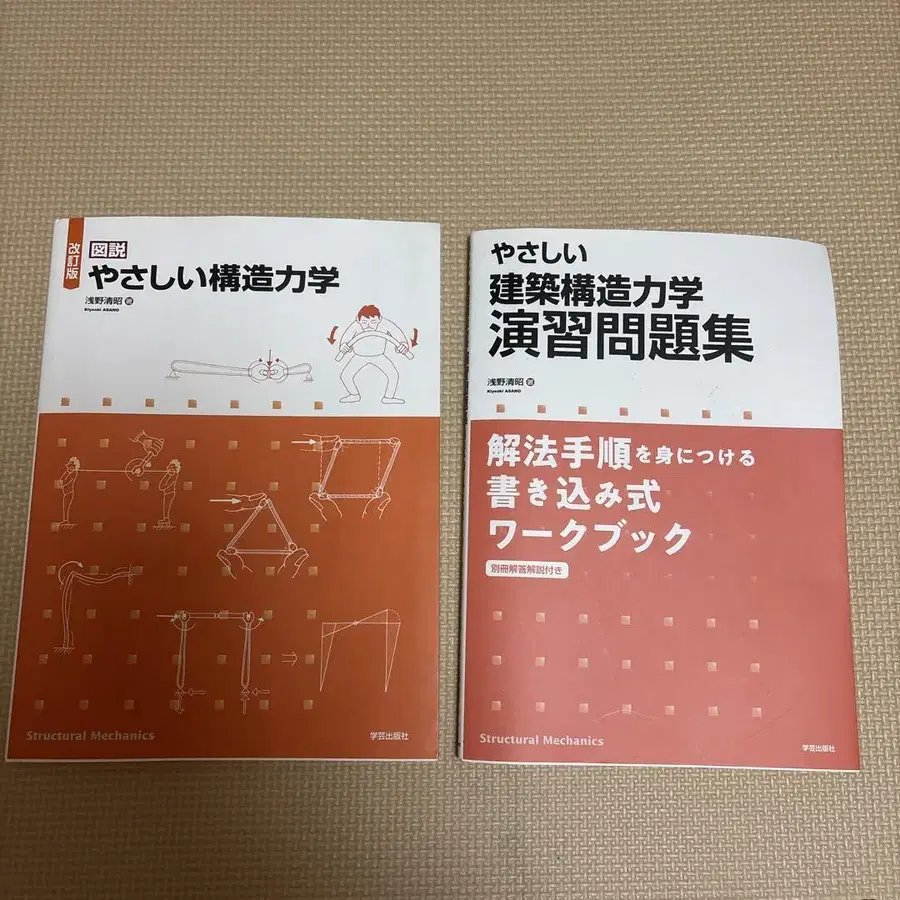 改訂版
図説
やさしい構造力学
浅野清昭 著
Kiyoaki ASANO
Structural Mechanics
学芸出版社
やさしい
建築構造力学
演習問題集
浅野清昭 著
Kiyoaki ASANO
解法手順を身につける
書き込み式
ワークブック
別冊解答解説付き
Structural Mechanics
学芸出版社